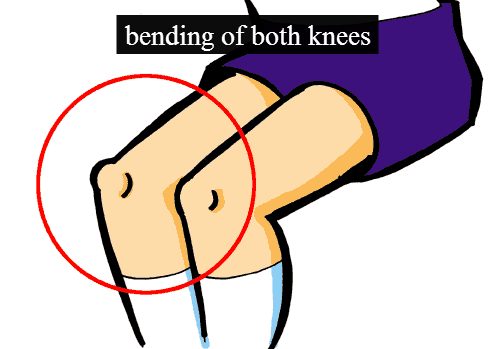 bending of both knees